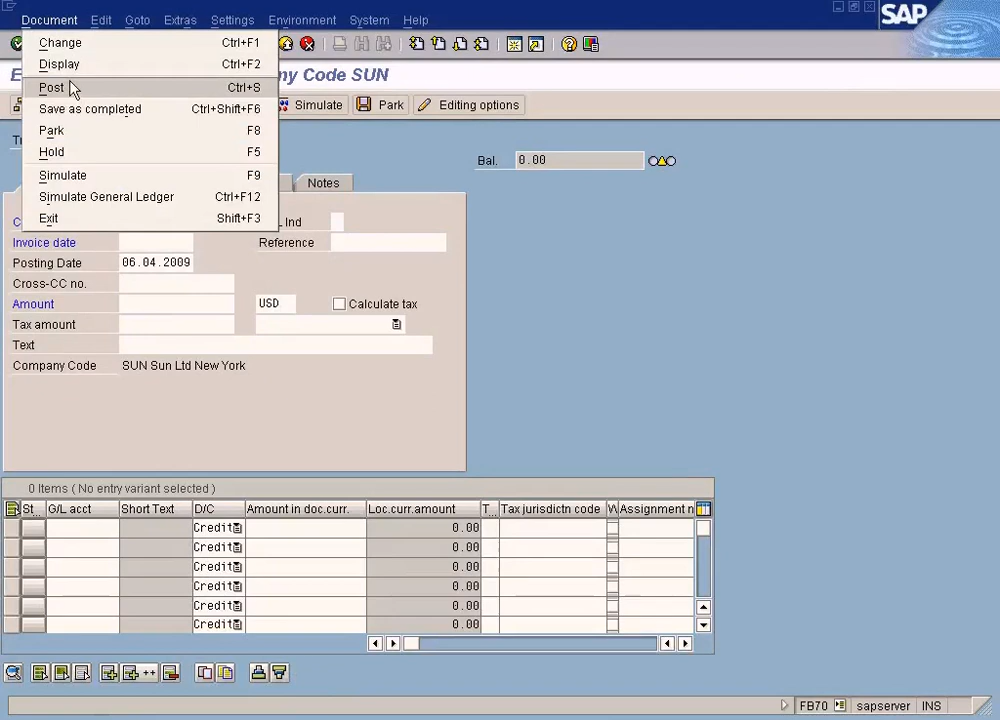 Document Edit Goto Extras Settings Environment System Help
SAP
Change Ctrl+F1
Display Ctrl+F2
Post Ctrl+S
Save as completed Ctrl+Shift+F6
Park F8
Hold F5
Simulate F9
Simulate General Ledger Ctrl+F12
Exit Shift+F3
ny Code SUN
Simulate Park Editing options
Bal. 0.00
Notes
Ind
Invoice date Reference
Posting Date 06.04.2009
Cross-CC no.
Amount USD Calculate tax
Tax amount
Text
Company Code SUN Sun Ltd New York
0 Items ( No entry variant selected )
St... G/L acct Short Text D/C Amount in doc.curr. Loc.curr.amount T... Tax jurisdictn code W Assignment n
Credit 0.00
Credit 0.00
Credit 0.00
Credit 0.00
Credit 0.00
Credit 0.00
FB70 sapserver INS